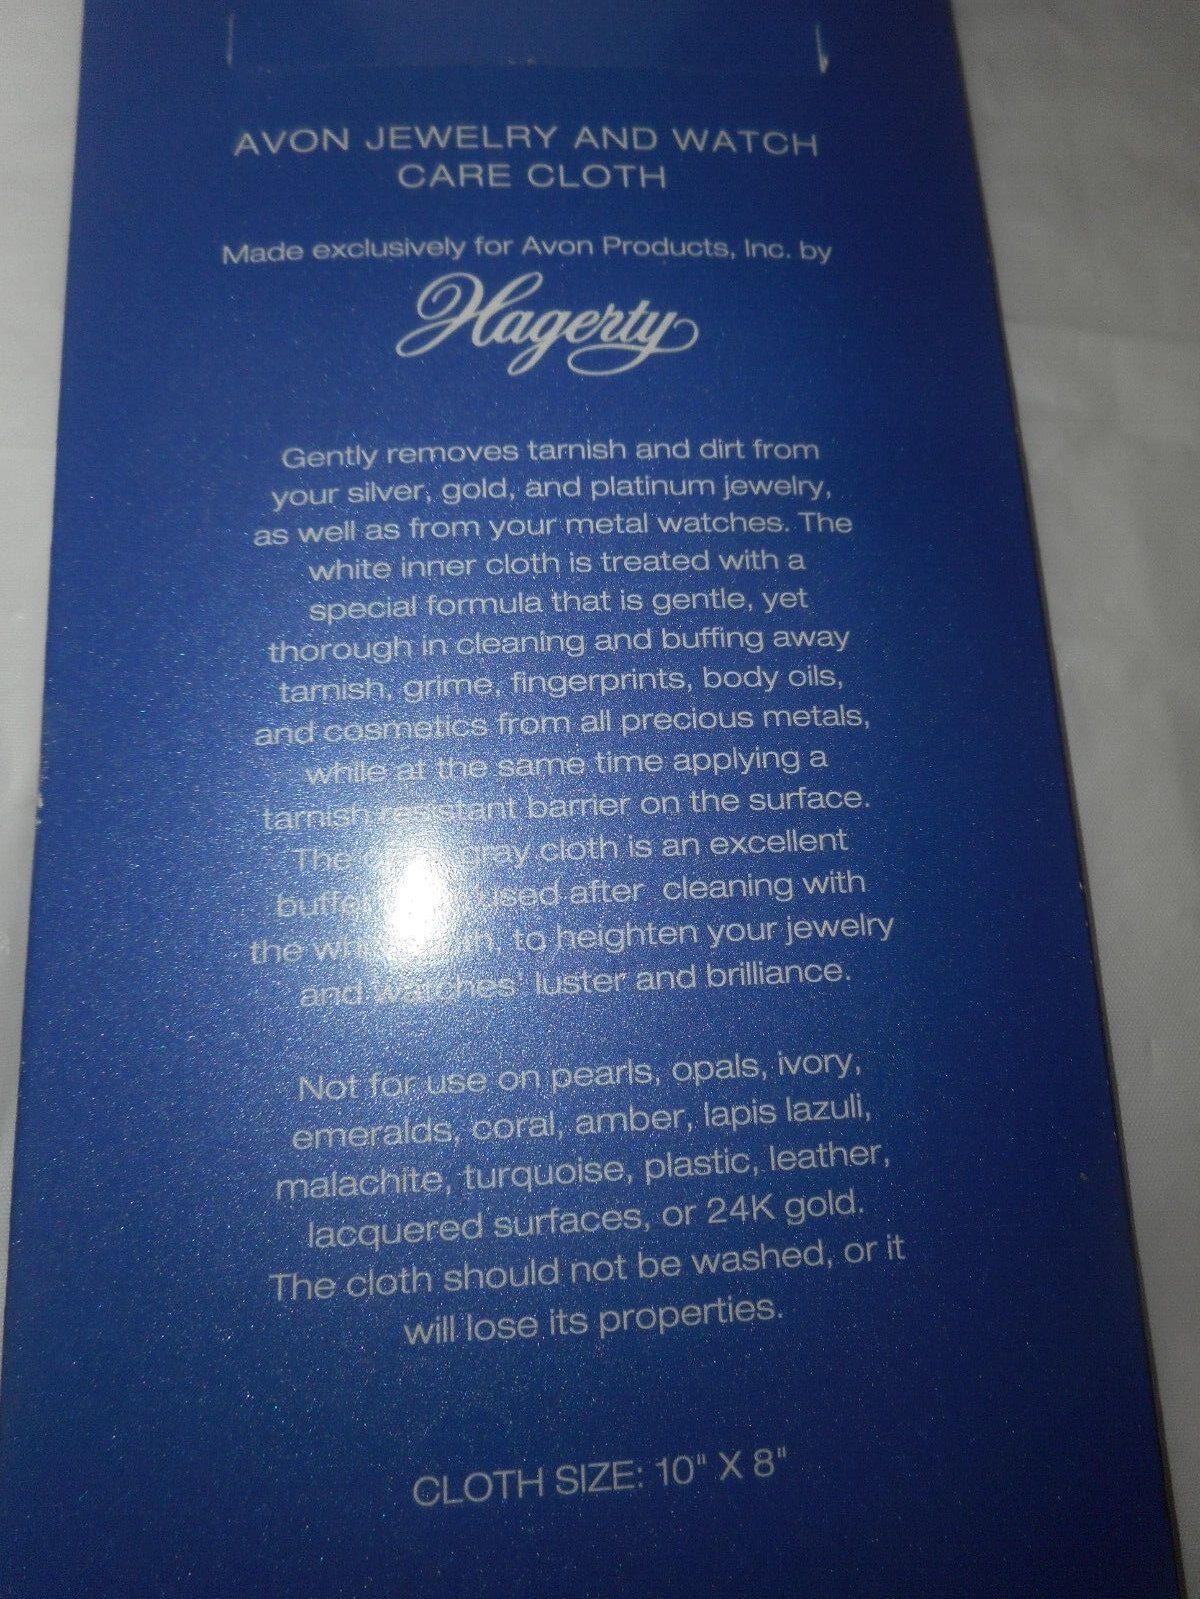 AVON JEWELRY AND WATCH
CARE CLOTH
Made exclusively for Avon Products, Inc. by
Hagerty
Gently removes tarnish and dirt from
your silver, gold, and platinum jewelry,
as well as from your metal watches. The
white inner cloth is treated with a
special formula that is gentle, yet
thorough in cleaning and buffing away
tarnish, grime, fingerprints, body oils,
and cosmetics from all precious metals,
while at the same time applying a
tarnish resistant barrier on the surface.
The gray cloth is an excellent
used after cleaning with
the to heighten your jewelry
and watches' luster and brilliance.
Not for use on pearls, opals, ivory,
emeralds, coral, amber, lapis lazuli,
malachite, turquoise, plastic, leather,
lacquered surfaces, or 24K gold.
The cloth should not be washed, or it
will lose its properties.
CLOTH SIZE: 10" X 8"